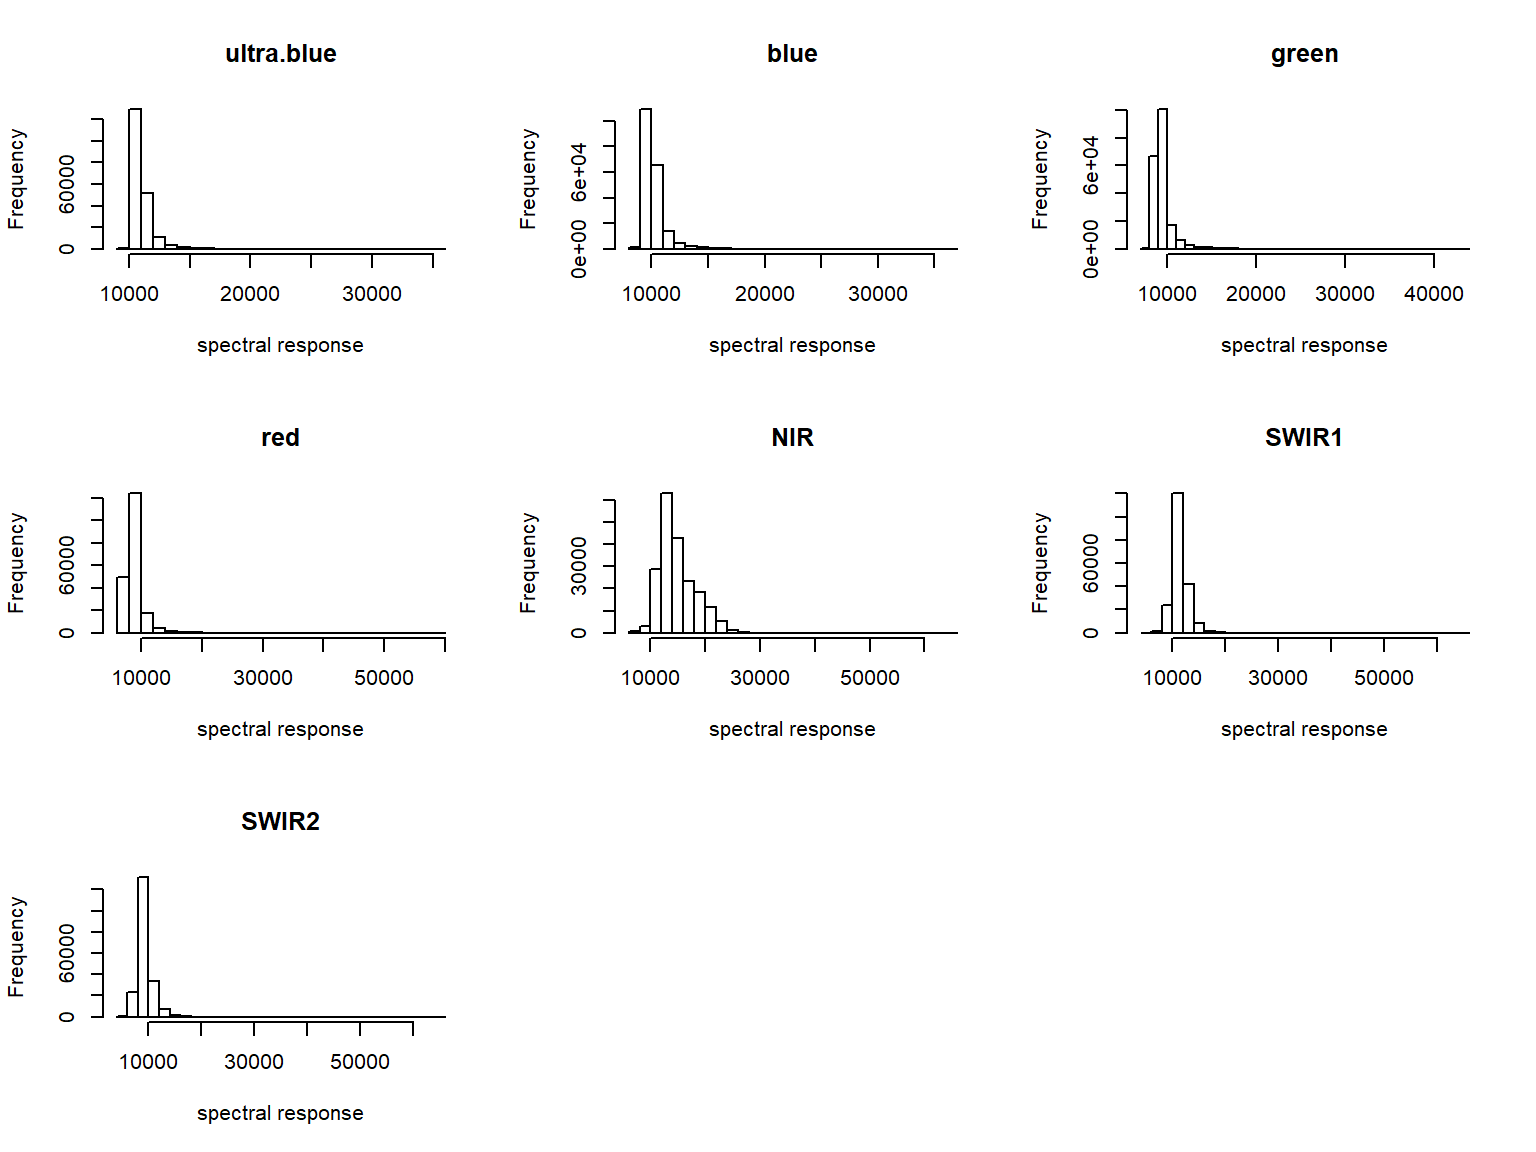 ultra.blue
Frequency
0 60000
10000 20000 30000
spectral response
blue
Frequency
0e+00 6e+04
10000 20000 30000
spectral response
green
Frequency
0e+00 6e+04
10000 20000 30000 40000
spectral response
red
Frequency
0 60000
10000 30000 50000
spectral response
NIR
Frequency
0 30000
10000 30000 50000
spectral response
SWIR1
Frequency
0 60000
10000 30000 50000
spectral response
SWIR2
Frequency
0 60000
10000 30000 50000
spectral response